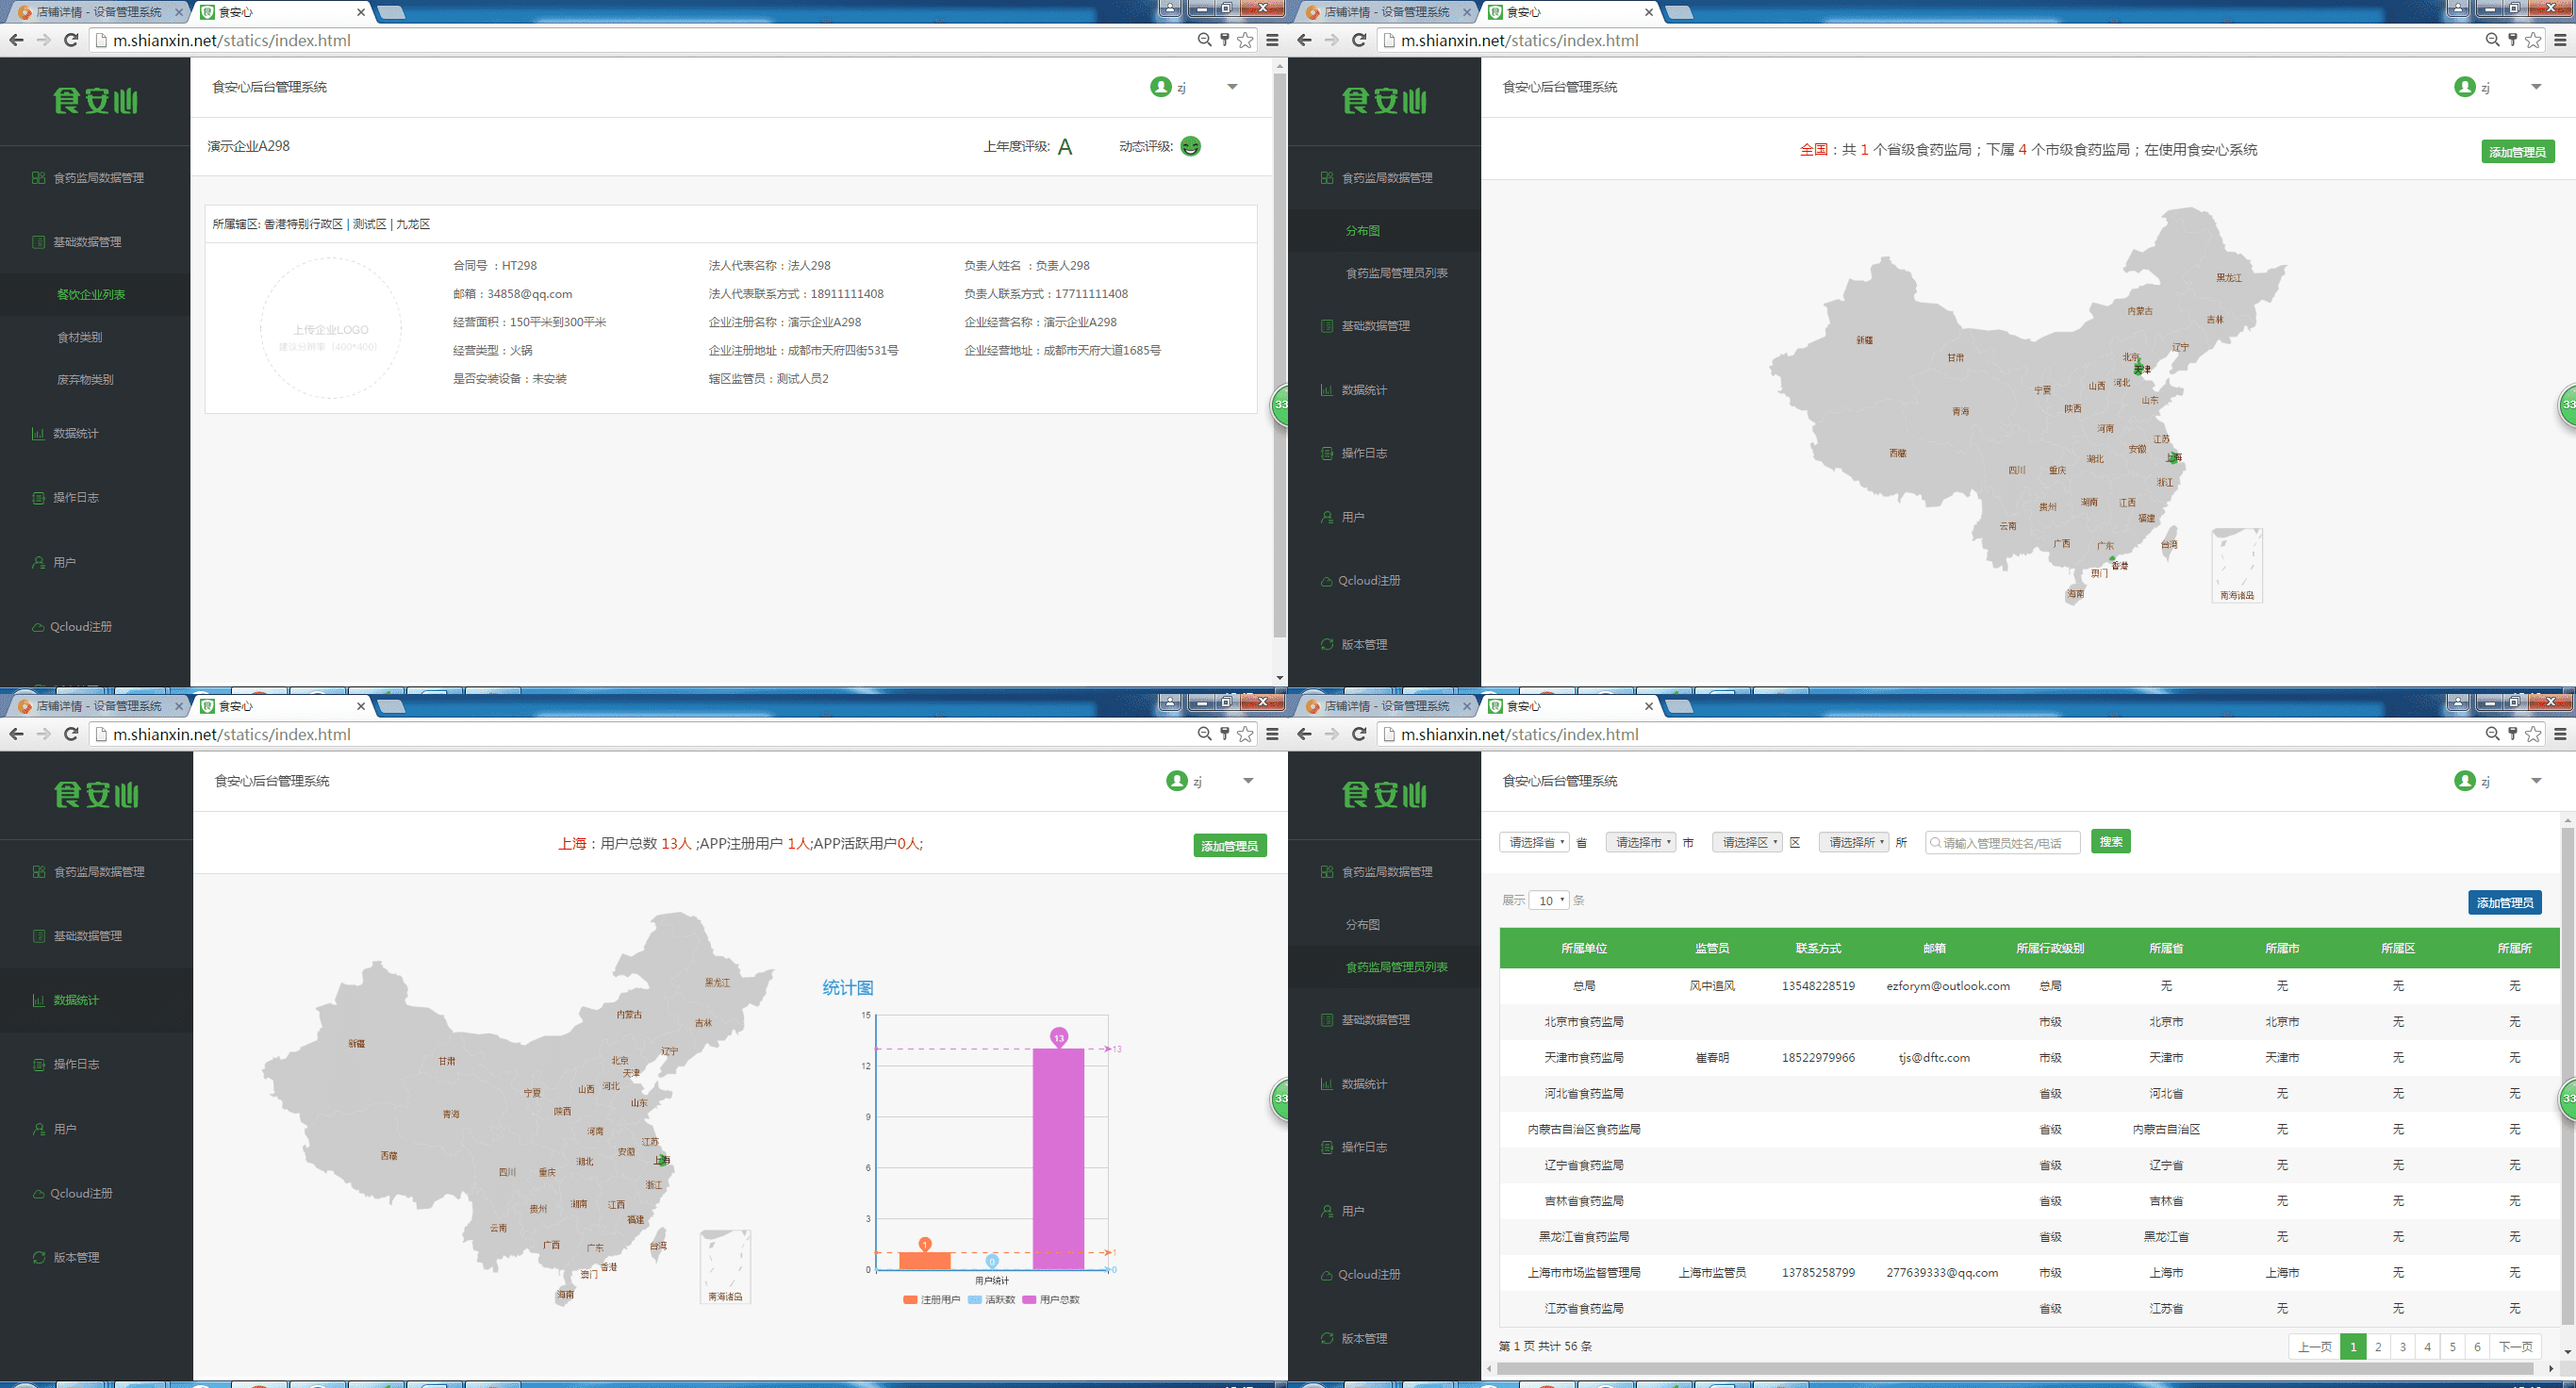 店铺详情 - 设备管理系统 食安心
m.shianxin.net/statics/index.html
食安心
食安心后台管理系统 zj
演示企业A298 上年度评级: A 动态评级:
食药监局数据管理
基础数据管理
餐饮企业列表
食材类别
废弃物类别
数据统计
操作日志
用户
Qcloud注册
所属辖区: 香港特别行政区 | 测试区 | 九龙区
上传企业LOGO
建议分辨率（400*400）
合同号 ：HT298 法人代表名称：法人298 负责人姓名 ：负责人298
邮箱：34858@qq.com 法人代表联系方式：18911111408 负责人联系方式：17711111408
经营面积：150平米到300平米 企业注册名称：演示企业A298 企业经营名称：演示企业A298
经营类型：火锅 企业注册地址：成都市天府四街531号 企业经营地址：成都市天府大道1685号
是否安装设备：未安装 辖区监管员：测试人员2
33
店铺详情 - 设备管理系统 食安心
m.shianxin.net/statics/index.html
食安心
食安心后台管理系统 zj
全国：共 1 个省级食药监局；下属 4 个市级食药监局；在使用食安心系统
添加管理员
食药监局数据管理
分布图
食药监局管理员列表
基础数据管理
数据统计
操作日志
用户
Qcloud注册
版本管理
黑龙江
内蒙古
吉林
新疆
辽宁
甘肃
北京
天津
山西
河北
宁夏
山东
陕西
青海
河南
江苏
安徽
西藏
湖北
上海
四川
重庆
浙江
湖南
江西
贵州
福建
云南
广西
广东
台湾
香港
澳门
海南
南海诸岛
33
店铺详情 - 设备管理系统 食安心
m.shianxin.net/statics/index.html
食安心
食安心后台管理系统 zj
上海：用户总数 13人 ;APP注册用户 1人;APP活跃用户0人;
添加管理员
食药监局数据管理
基础数据管理
数据统计
操作日志
用户
Qcloud注册
版本管理
黑龙江
内蒙古
吉林
新疆
辽宁
甘肃
北京
天津
山西
河北
宁夏
山东
陕西
青海
河南
江苏
安徽
西藏
湖北
上海
四川
重庆
浙江
湖南
江西
贵州
福建
云南
广西
广东
台湾
香港
澳门
海南
南海诸岛
统计图
15
13 13
12
9
6
3
1 1
0 0 0
用户统计
注册用户 活跃数 用户总数
33
店铺详情 - 设备管理系统 食安心
m.shianxin.net/statics/index.html
食安心
食安心后台管理系统 zj
食药监局数据管理
分布图
食药监局管理员列表
基础数据管理
数据统计
操作日志
用户
Qcloud注册
版本管理
请选择省 省 请选择市 市 请选择区 区 请选择所 所 请输入管理员姓名/电话 搜索
展示 10 条 添加管理员
所属单位 监管员 联系方式 邮箱 所属行政级别 所属省 所属市 所属区 所属所
总局 风中追风 13548228519 ezforym@outlook.com 总局 无 无 无 无
北京市食药监局 市级 北京市 北京市 无 无
天津市食药监局 崔春明 18522979966 tjs@dftc.com 市级 天津市 天津市 无 无
河北省食药监局 省级 河北省 无 无 无
内蒙古自治区食药监局 省级 内蒙古自治区 无 无 无
辽宁省食药监局 省级 辽宁省 无 无 无
吉林省食药监局 省级 吉林省 无 无 无
黑龙江省食药监局 省级 黑龙江省 无 无 无
上海市市场监督管理局 上海市监管员 13785258799 277639333@qq.com 市级 上海市 上海市 无 无
江苏省食药监局 省级 江苏省 无 无 无
第 1 页 共计 56 条 上一页 1 2 3 4 5 6 下一页
33